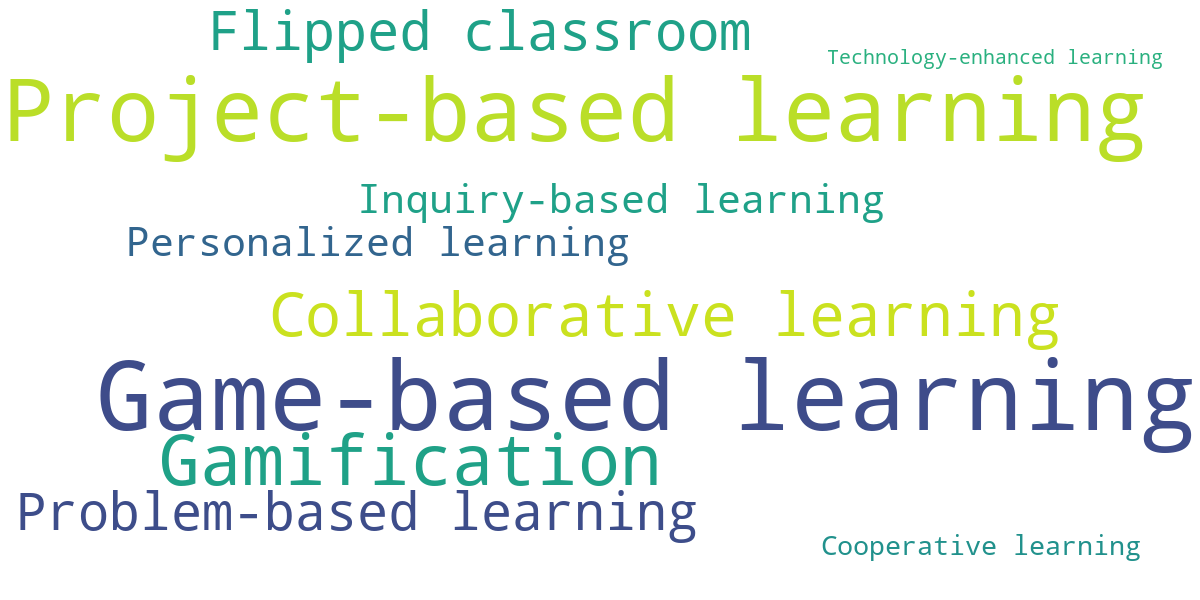 Flipped classroom
Technology-enhanced learning
Project-based learning
Inquiry-based learning
Personalized learning
Collaborative learning
Game-based learning
Gamification
Problem-based learning
Cooperative learning